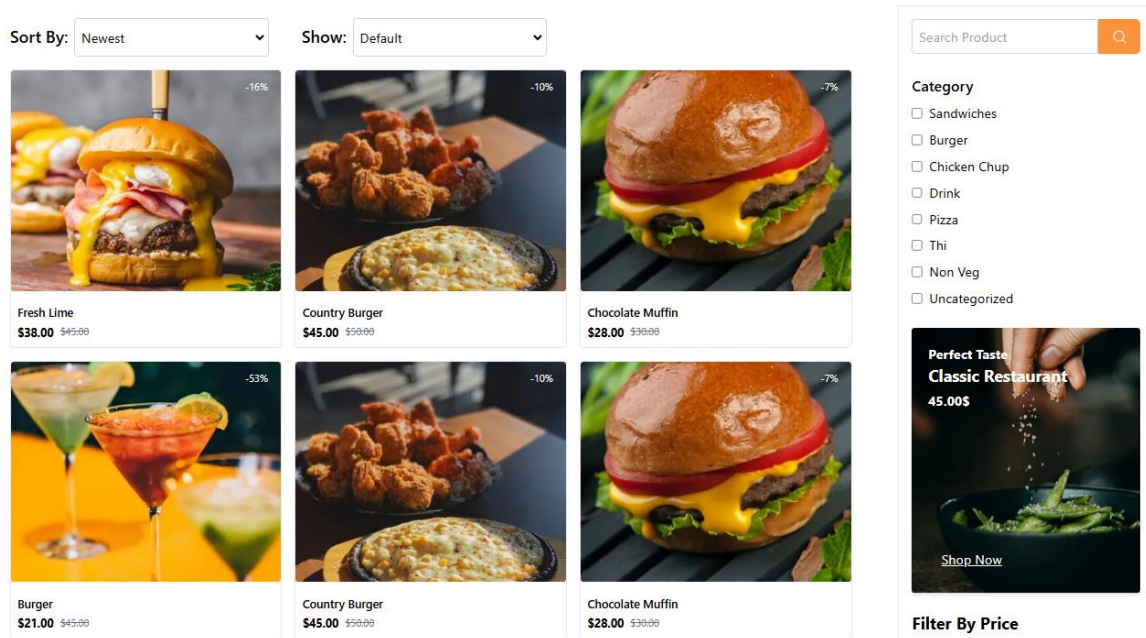 Sort By: Newest Show: Default
-16% -10% -7%
Fresh Lime Country Burger Chocolate Muffin
$38.00 $45.00 $45.00 $50.00 $28.00 $30.00
-53% -10% -7%
Burger Country Burger Chocolate Muffin
$21.00 $45.00 $45.00 $50.00 $28.00 $30.00
Search Product
Category
Sandwiches
Burger
Chicken Chup
Drink
Pizza
Thi
Non Veg
Uncategorized
Perfect Taste
Classic Restaurant
45.00$
Shop Now
Filter By Price